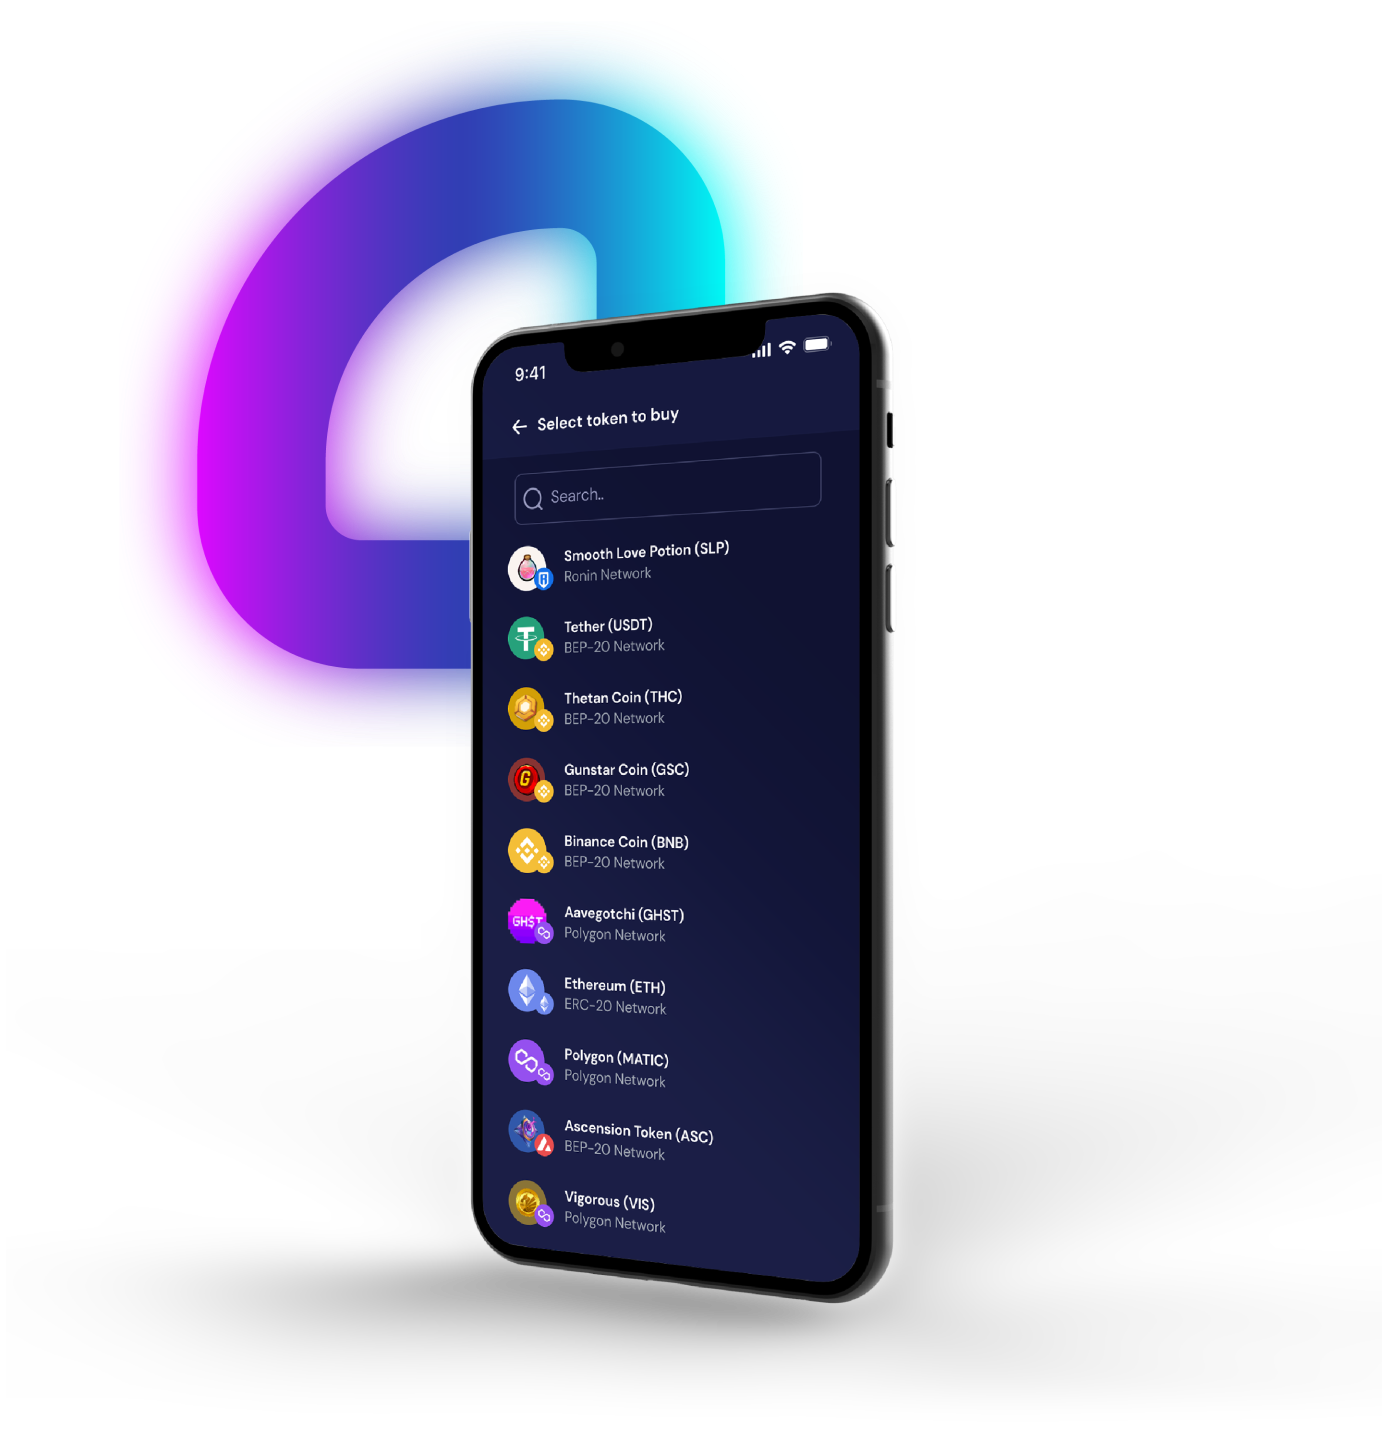 9:41
Select token to buy
Search..
Smooth Love Potion (SLP)
Ronin Network
Tether (USDT)
BEP-20 Network
Thetan Coin (THC)
BEP-20 Network
Gunstar Coin (GSC)
BEP-20 Network
G
Binance Coin (BNB)
BEP-20 Network
GH$T
Aavegotchi (GHST)
Polygon Network
Ethereum (ETH)
ERC-20 Network
Polygon (MATIC)
Polygon Network
Ascension Token (ASC)
BEP-20 Network
Vigorous (VIS)
Polygon Network